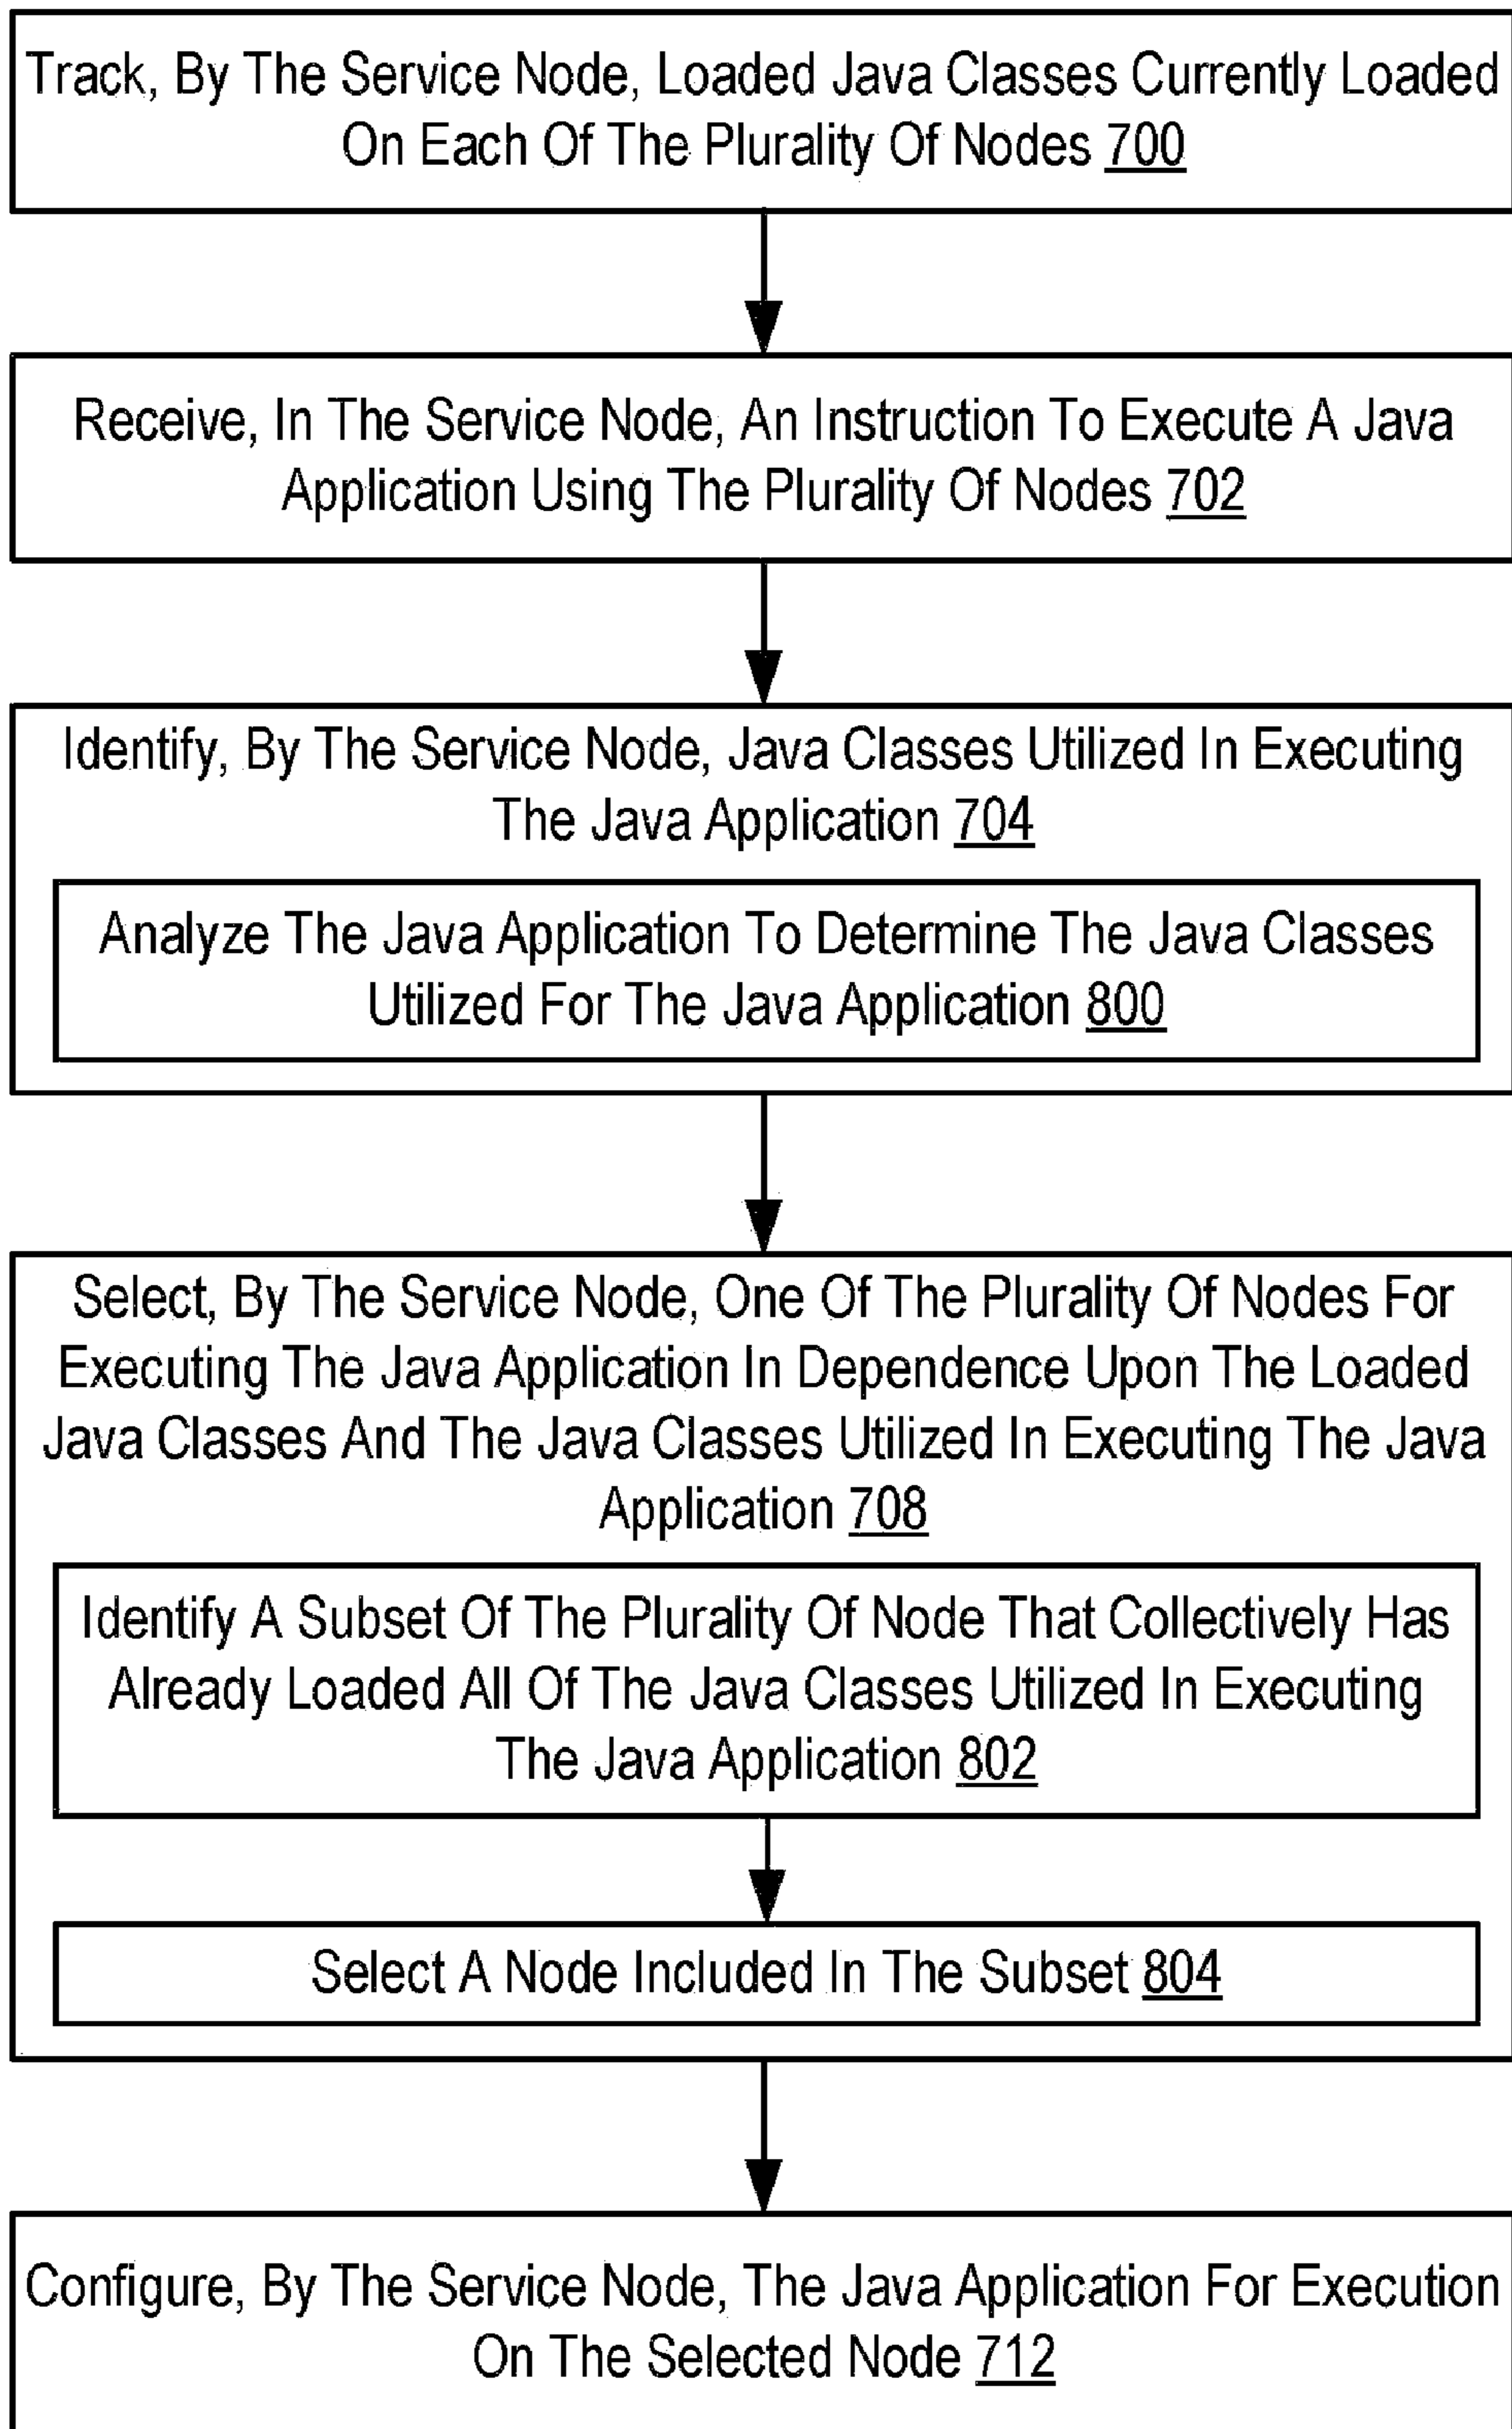 Track, By The Service Node, Loaded Java Classes Currently Loaded
On Each Of The Plurality Of Nodes 700
Receive, In The Service Node, An Instruction To Execute A Java
Application Using The Plurality Of Nodes 702
Identify, By The Service Node, Java Classes Utilized In Executing
The Java Application 704
Analyze The Java Application To Determine The Java Classes
Utilized For The Java Application 800
Select, By The Service Node, One Of The Plurality Of Nodes For
Executing The Java Application In Dependence Upon The Loaded
Java Classes And The Java Classes Utilized In Executing The Java
Application 708
Identify A Subset Of The Plurality Of Node That Collectively Has
Already Loaded All Of The Java Classes Utilized In Executing
The Java Application 802
Select A Node Included In The Subset 804
Configure, By The Service Node, The Java Application For Execution
On The Selected Node 712